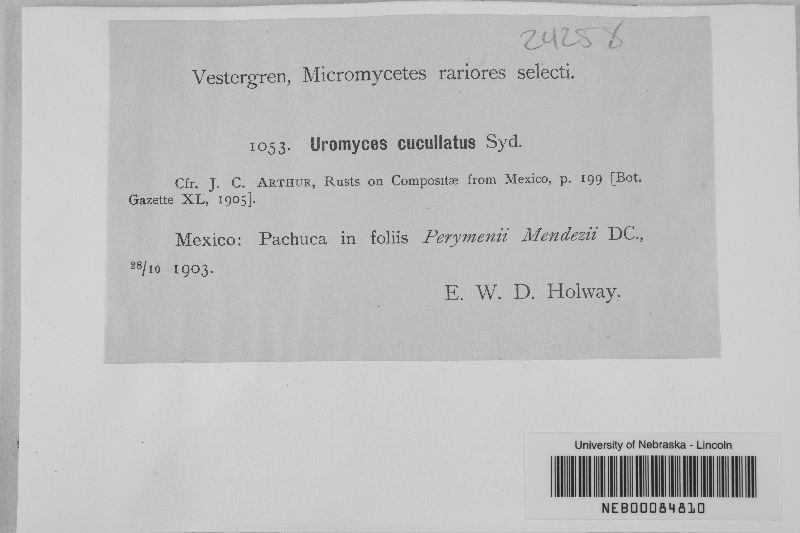 24258
Vestergren, Micromycetes rariores selecti.
1053. Uromyces cucullatus Syd.
Cfr. J. C. ARTHUR, Rusts on Compositæ from Mexico, p. 199 [Bot.
Gazette XL, 1905].
Mexico: Pachuca in foliis Perymenii Mendezii DC.,
28/10 1903.
E. W. D. Holway.
University of Nebraska - Lincoln
NEB00084810